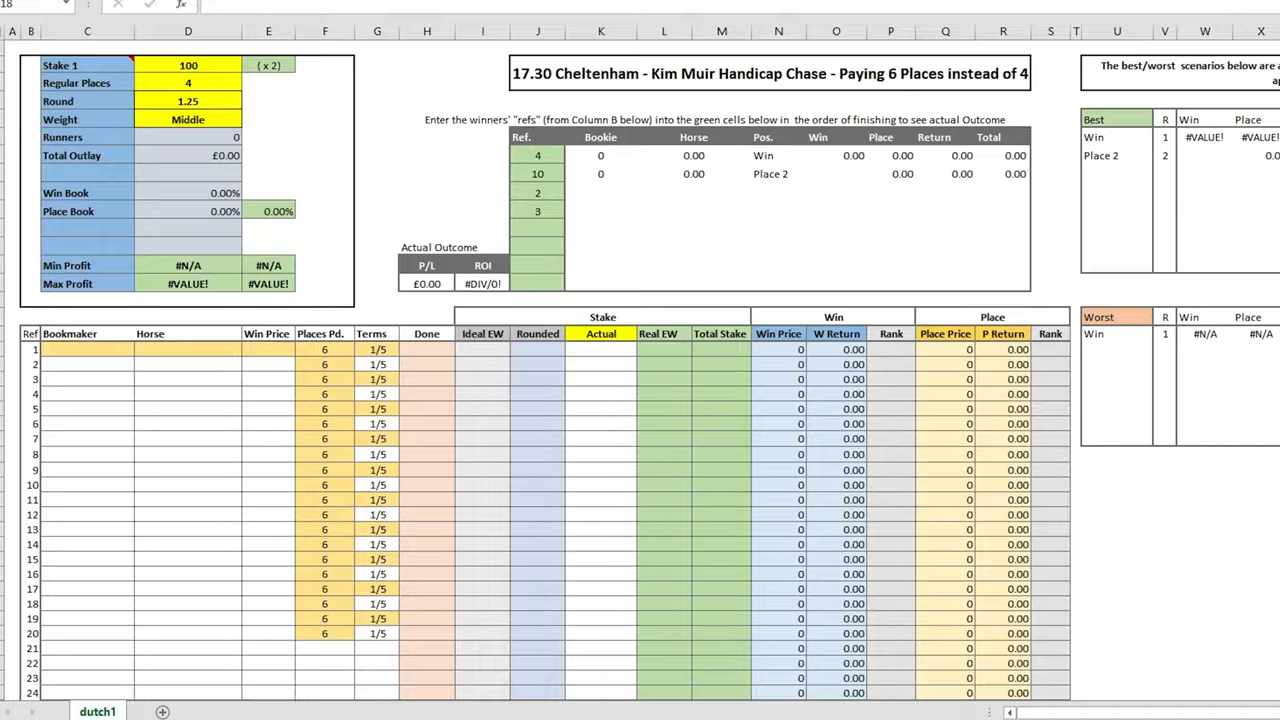 18 fx
A B C D E F G H I J K L M N O P Q R S T U V W X
Stake 1 100 ( x 2)
17.30 Cheltenham - Kim Muir Handicap Chase - Paying 6 Places instead of 4
The best/worst scenarios below are a
Regular Places 4
ap
Round 1.25
Weight Middle
Enter the winners' "refs" (from Column B below) into the green cells below in the order of finishing to see actual Outcome
Best R Win Place
Runners 0
Ref. Bookie Horse Pos. Win Place Return Total
Win 1 #VALUE! #VALUE!
Total Outlay £0.00
4 0 0.00 Win 0.00 0.00 0.00 0.00
Place 2 2 0.0
10 0 0.00 Place 2 0.00 0.00 0.00
Win Book 0.00%
2
Place Book 0.00% 0.00%
3
Actual Outcome
Min Profit #N/A #N/A
P/L ROI
Max Profit #VALUE! #VALUE!
£0.00 #DIV/0!
Stake Win Place
Worst R Win Place
Ref Bookmaker Horse Win Price Places Pd. Terms Done Ideal EW Rounded Actual Real EW Total Stake Win Price W Return Rank Place Price P Return Rank
Win 1 #N/A #N/A
1 6 1/5 0 0.00 0 0.00
2 6 1/5 0 0.00 0 0.00
3 6 1/5 0 0.00 0 0.00
4 6 1/5 0 0.00 0 0.00
5 6 1/5 0 0.00 0 0.00
6 6 1/5 0 0.00 0 0.00
7 6 1/5 0 0.00 0 0.00
8 6 1/5 0 0.00 0 0.00
9 6 1/5 0 0.00 0 0.00
10 6 1/5 0 0.00 0 0.00
11 6 1/5 0 0.00 0 0.00
12 6 1/5 0 0.00 0 0.00
13 6 1/5 0 0.00 0 0.00
14 6 1/5 0 0.00 0 0.00
15 6 1/5 0 0.00 0 0.00
16 6 1/5 0 0.00 0 0.00
17 6 1/5 0 0.00 0 0.00
18 6 1/5 0 0.00 0 0.00
19 6 1/5 0 0.00 0 0.00
20 6 1/5 0 0.00 0 0.00
21 0 0.00 0 0.00
22 0 0.00 0 0.00
23 0 0.00 0 0.00
24 0 0.00 0 0.00
dutch1